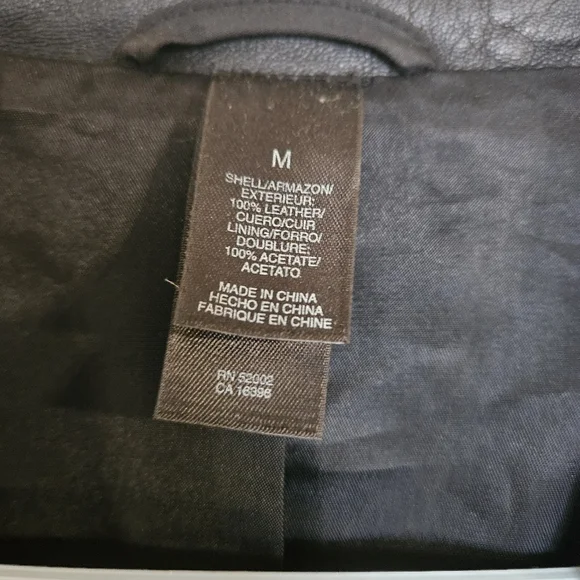 M
SHELL/ARMAZON/
EXTERIEUR:
100% LEATHER/
CUERO/CUIR
LINING/FORRO/
DOUBLURE:
100% ACETATE/
ACETATO
MADE IN CHINA
HECHO EN CHINA
FABRIQUE EN CHINE
RN 52002
CA 16396